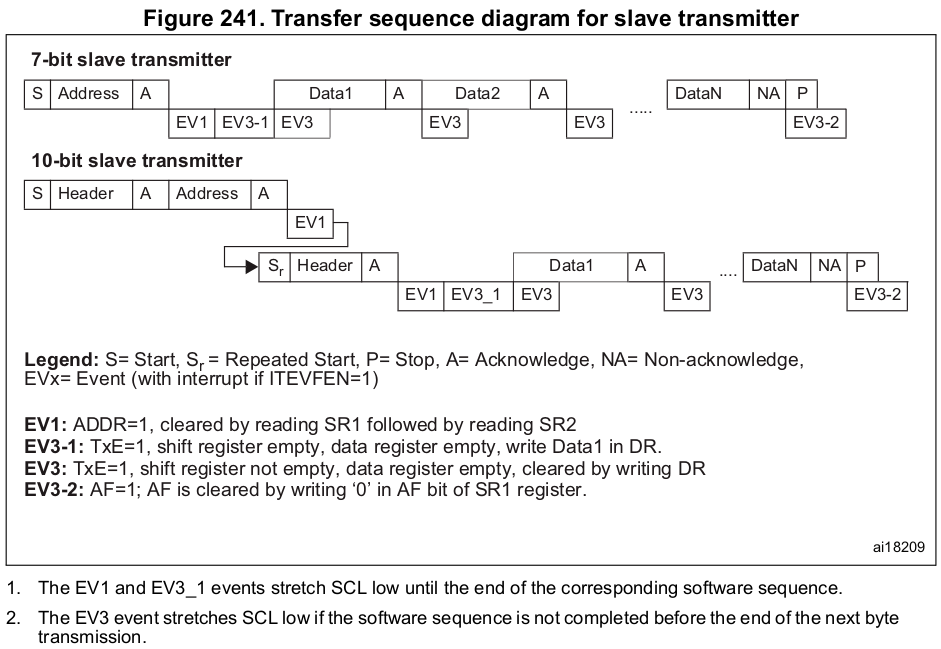 Figure 241. Transfer sequence diagram for slave transmitter
7-bit slave transmitter
S Address A Data1 A Data2 A ..... DataN NA P
EV1 EV3-1 EV3 EV3 EV3 EV3-2
10-bit slave transmitter
S Header A Address A
EV1
Sr Header A Data1 A .... DataN NA P
EV1 EV3_1 EV3 EV3 EV3-2
Legend: S= Start, Sr = Repeated Start, P= Stop, A= Acknowledge, NA= Non-acknowledge,
EVx= Event (with interrupt if ITEVFEN=1)
EV1: ADDR=1, cleared by reading SR1 followed by reading SR2
EV3-1: TxE=1, shift register empty, data register empty, write Data1 in DR.
EV3: TxE=1, shift register not empty, data register empty, cleared by writing DR
EV3-2: AF=1; AF is cleared by writing ‘0’ in AF bit of SR1 register.
ai18209
1. The EV1 and EV3_1 events stretch SCL low until the end of the corresponding software sequence.
2. The EV3 event stretches SCL low if the software sequence is not completed before the end of the next byte
transmission.